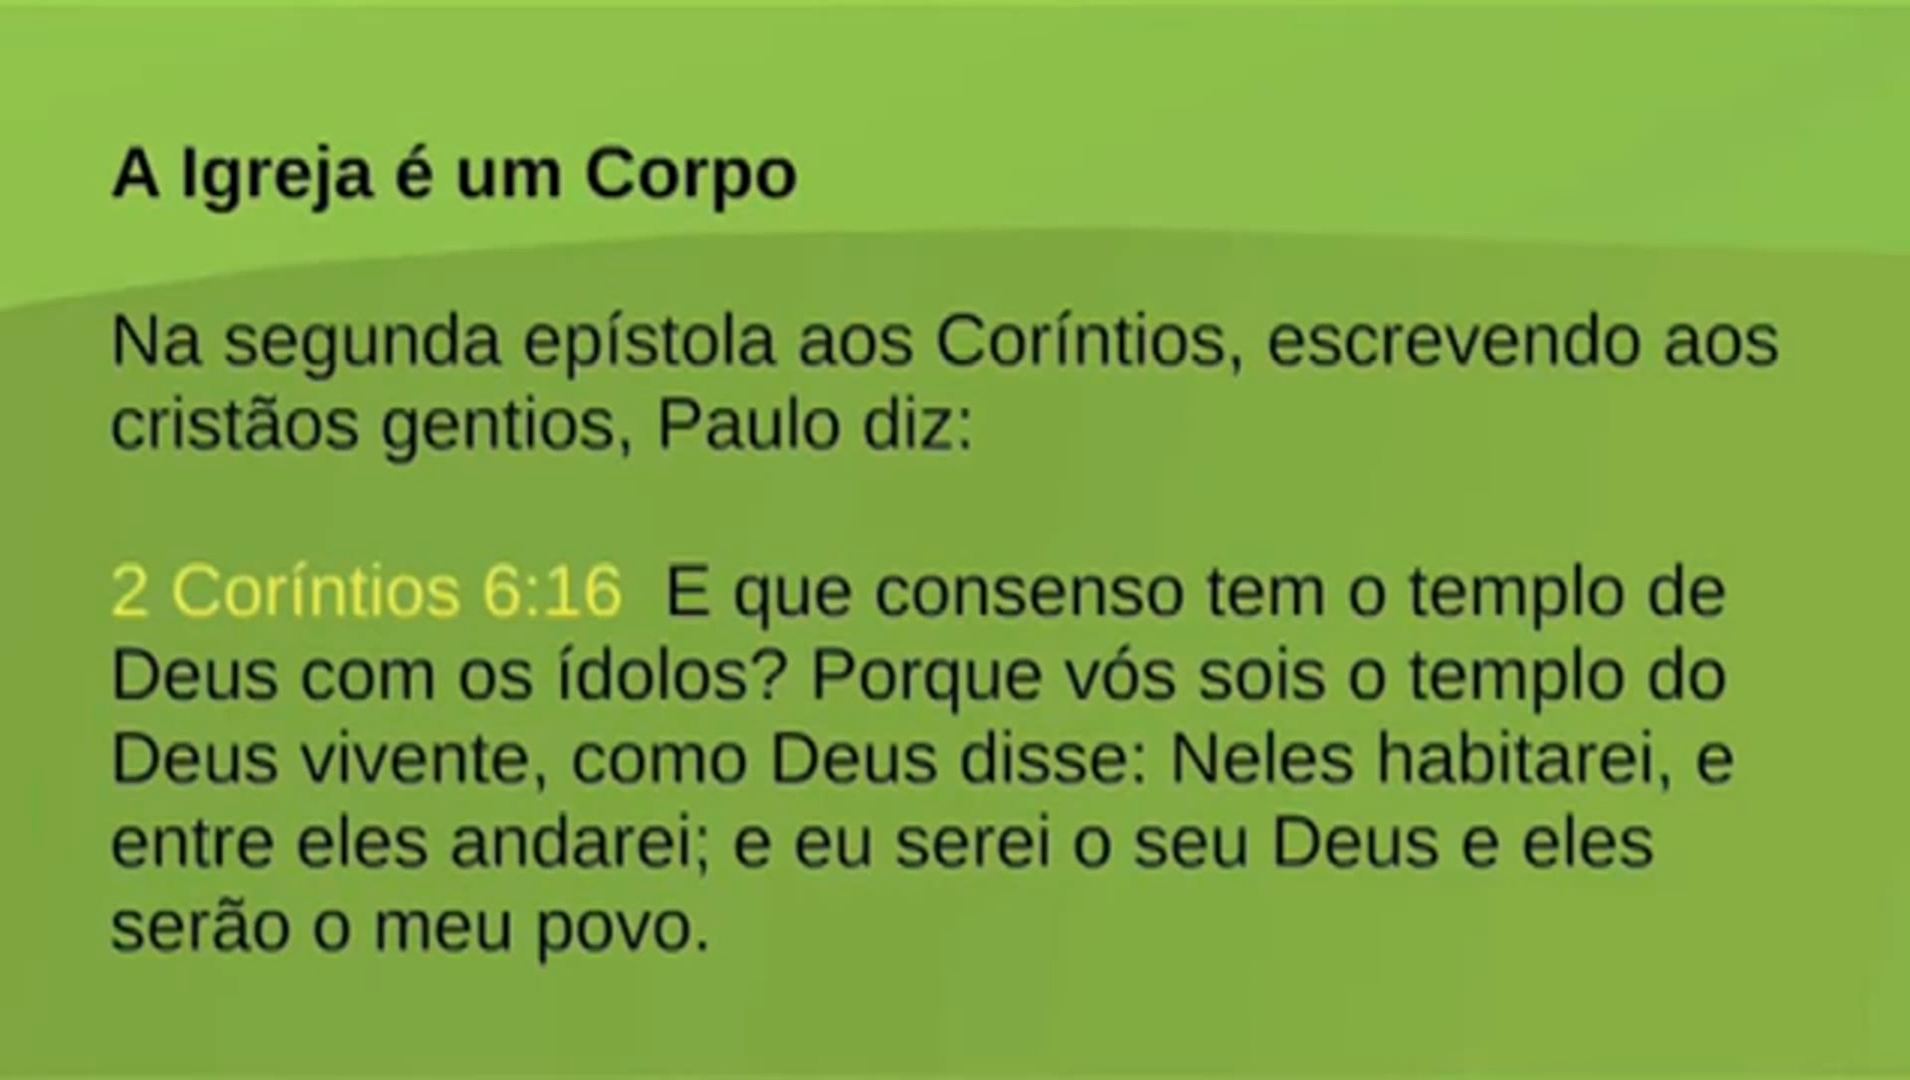 A Igreja é um Corpo
Na segunda epístola aos Coríntios, escrevendo aos
cristãos gentios, Paulo diz:
2 Coríntios 6:16  E que consenso tem o templo de
Deus com os ídolos? Porque vós sois o templo do
Deus vivente, como Deus disse: Neles habitarei, e
entre eles andarei; e eu serei o seu Deus e eles
serão o meu povo.